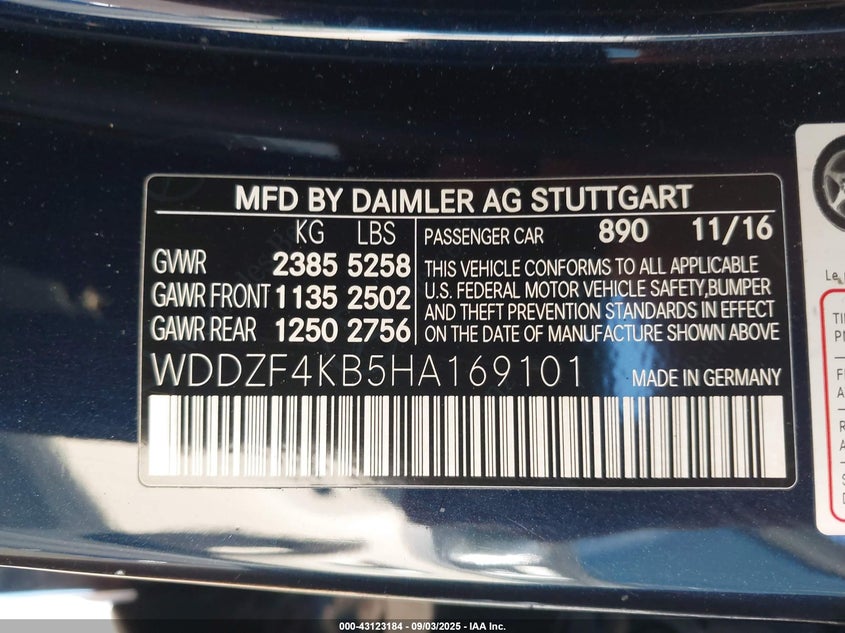 MFD BY DAIMLER AG STUTTGART
KG LBS
GVWR 2385 5258
GAWR FRONT 1135 2502
GAWR REAR 1250 2756
PASSENGER CAR 890 11/16
THIS VEHICLE CONFORMS TO ALL APPLICABLE
U.S. FEDERAL MOTOR VEHICLE SAFETY,BUMPER
AND THEFT PREVENTION STANDARDS IN EFFECT
ON THE DATE OF MANUFACTURE SHOWN ABOVE
WDDZF4KB5HA169101 MADE IN GERMANY
Le
TI
000-43123184 - 09/03/2025 - IAA Inc.